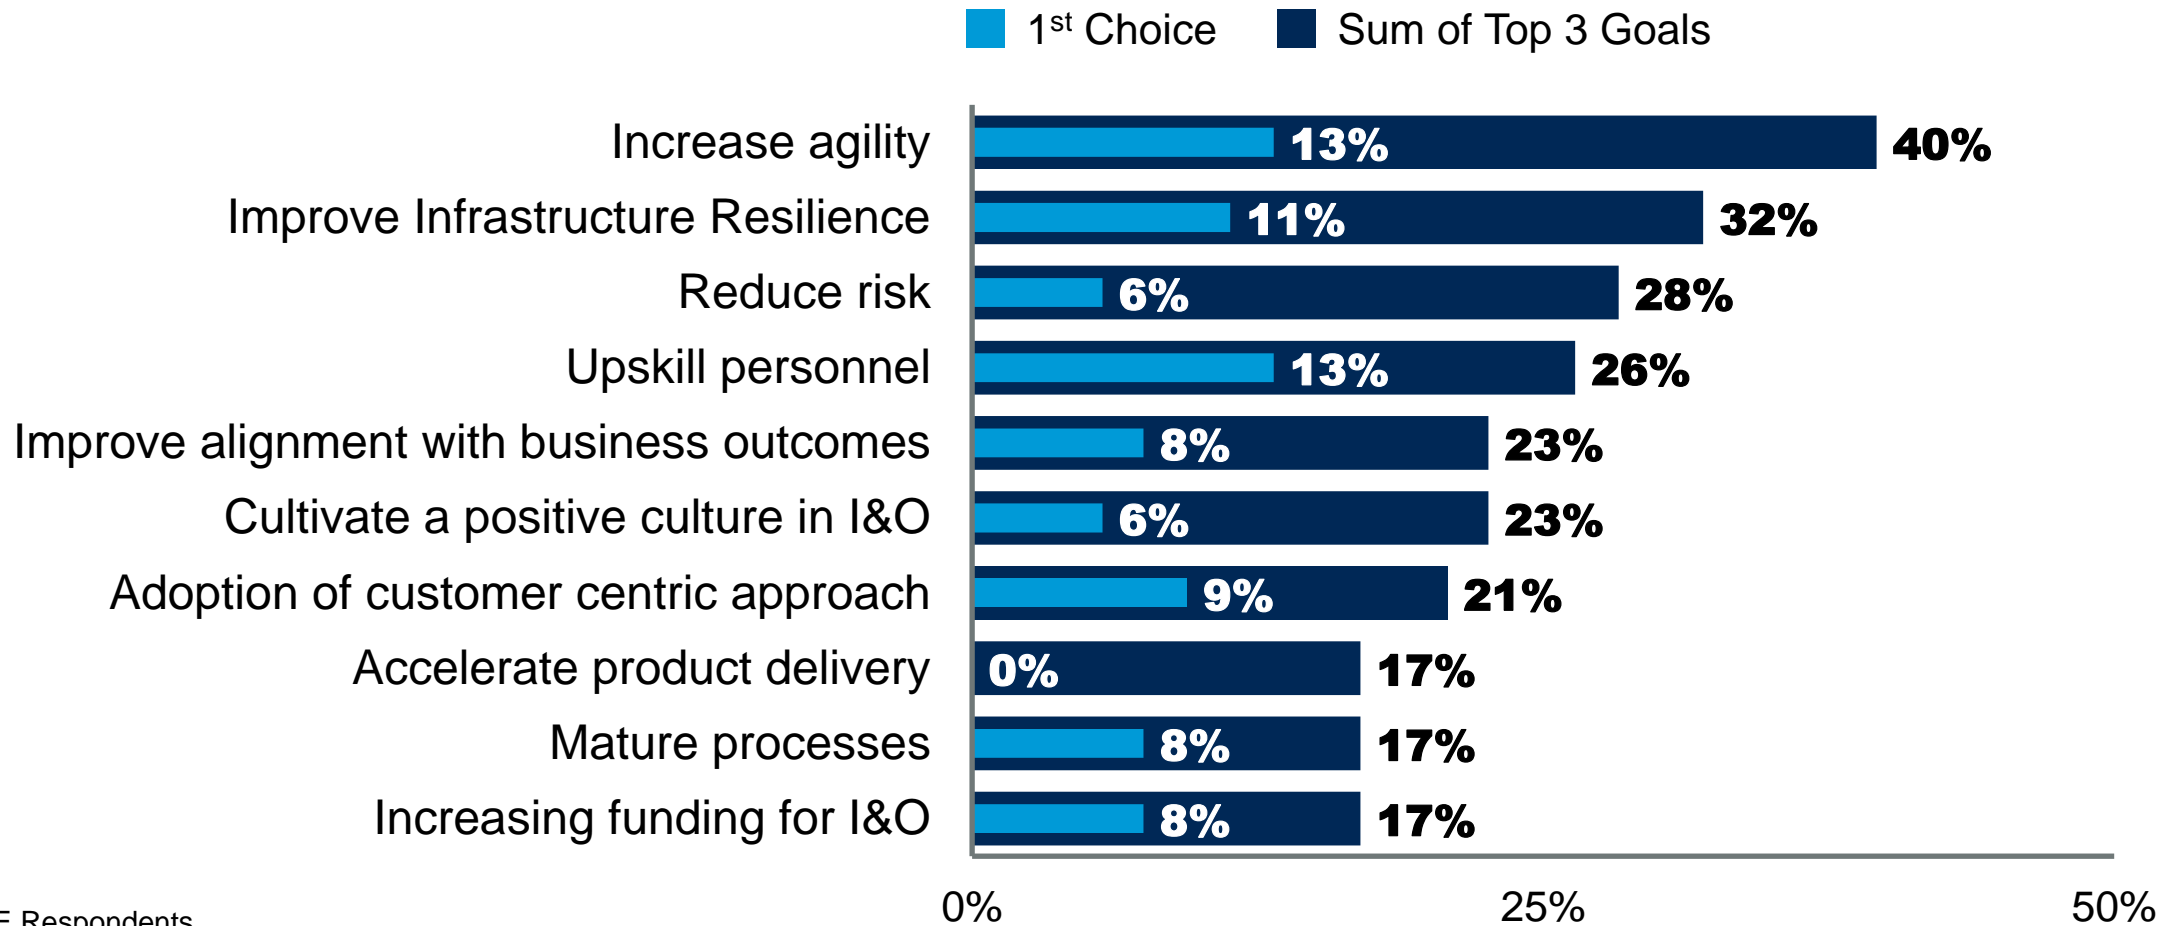 1st Choice Sum of Top 3 Goals
Increase agility 13% 40%
Improve Infrastructure Resilience 11% 32%
Reduce risk 6% 28%
Upskill personnel 13% 26%
Improve alignment with business outcomes 8% 23%
Cultivate a positive culture in I&O 6% 23%
Adoption of customer centric approach 9% 21%
Accelerate product delivery 0% 17%
Mature processes 8% 17%
Increasing funding for I&O 8% 17%
0% 25% 50%
Respondents